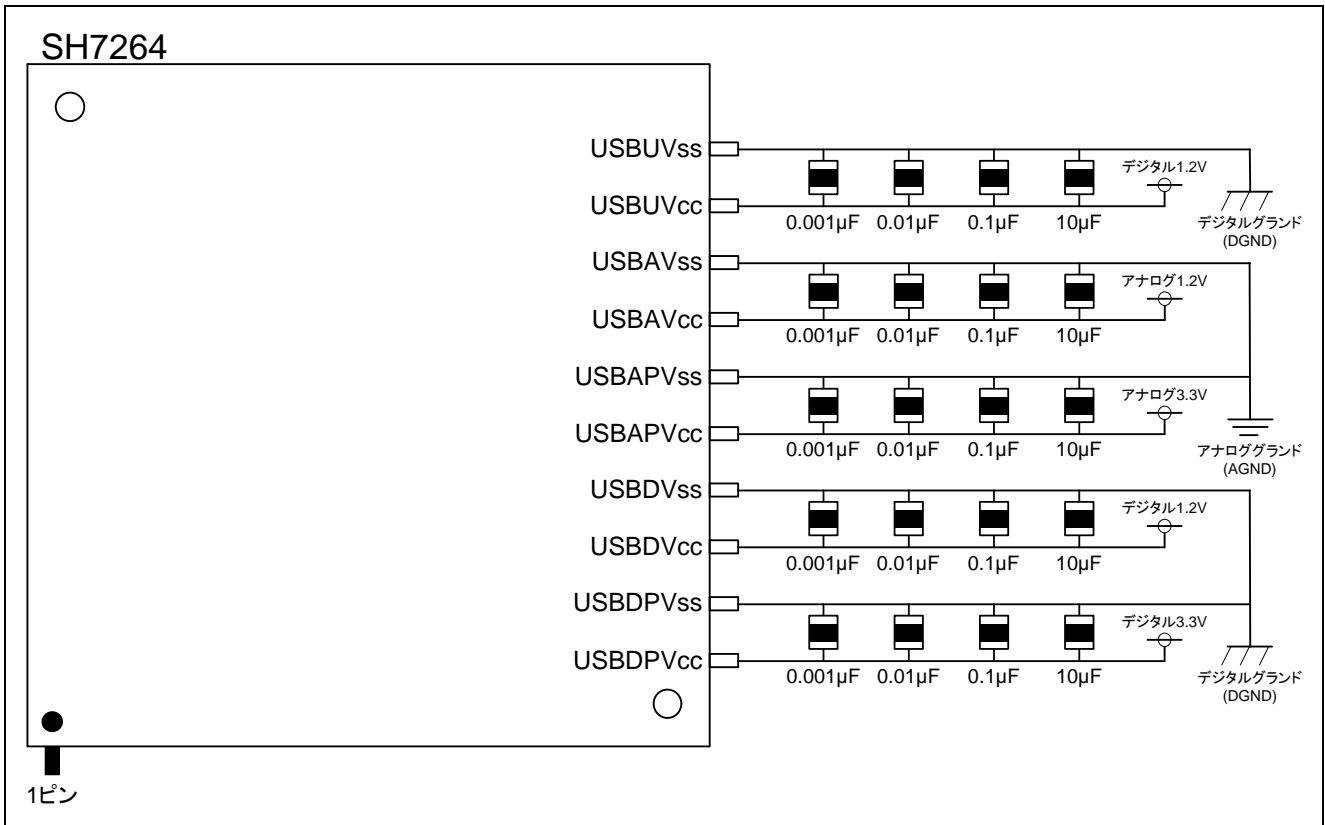 SH7264
USBUVss
デジタル1.2V
USBUVcc
0.001µF 0.01µF 0.1µF 10µF
デジタルグランド
(DGND)
USBAVss
アナログ1.2V
USBAVcc
0.001µF 0.01µF 0.1µF 10µF
USBAPVss
アナログ3.3V
USBAPVcc
0.001µF 0.01µF 0.1µF 10µF
アナロググランド
(AGND)
USBDVss
デジタル1.2V
USBDVcc
0.001µF 0.01µF 0.1µF 10µF
USBDPVss
デジタル3.3V
USBDPVcc
0.001µF 0.01µF 0.1µF 10µF
デジタルグランド
(DGND)
1ピン